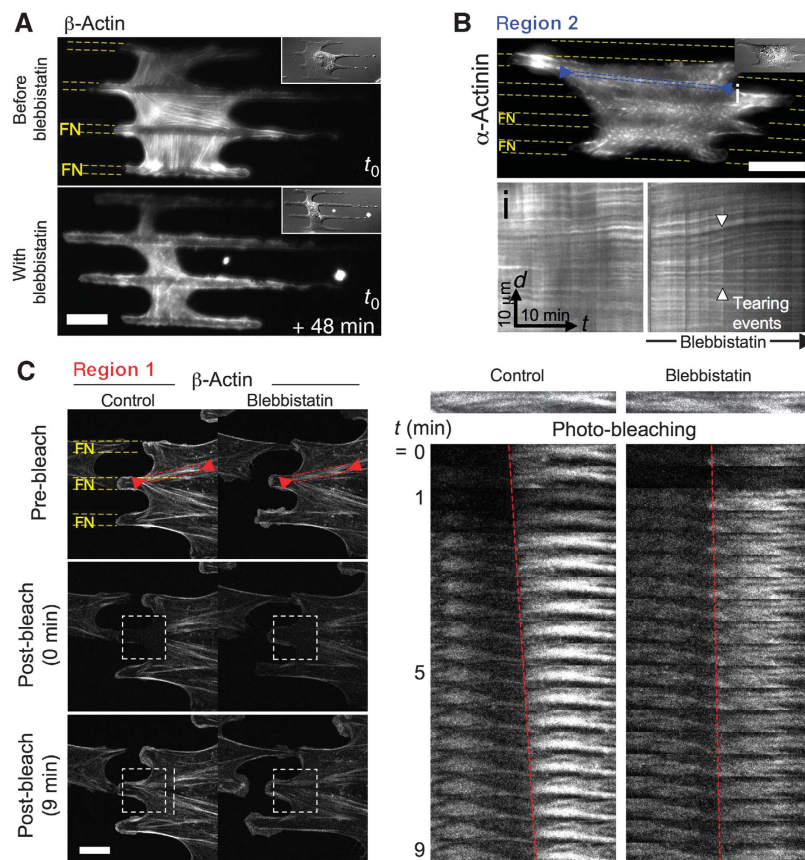 A
β-Actin
Before blebbistatin
FN
FN
t0
With blebbistatin
t0
+ 48 min
B
Region 2
α-Actinin
i
FN
FN
i
d
10 μm
10 min
t
Tearing events
Blebbistatin
C
Region 1
β-Actin
Control
Blebbistatin
Pre-bleach
FN
FN
FN
Post-bleach
(0 min)
Post-bleach
(9 min)
Control
Blebbistatin
t (min)
Photo-bleaching
= 0
1
5
9